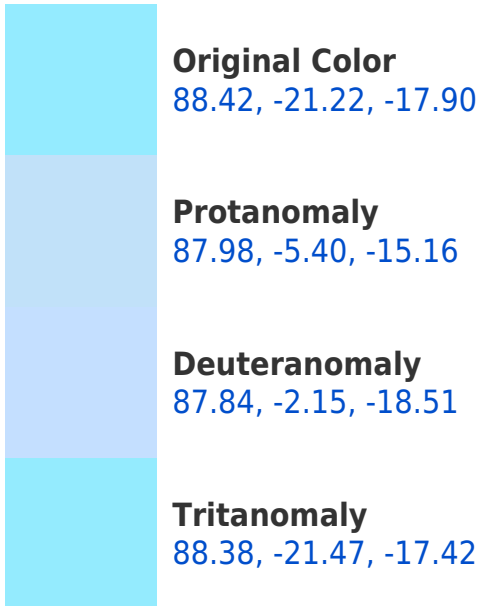 Original Color
88.42, -21.22, -17.90
Protanomaly
87.98, -5.40, -15.16
Deuteranomaly
87.84, -2.15, -18.51
Tritanomaly
88.38, -21.47, -17.42